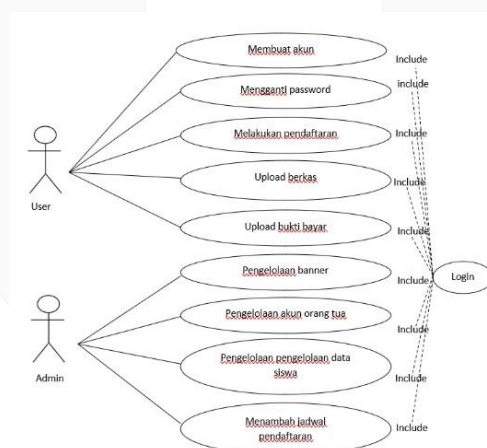 Membuat akun
Include
Mengganti password
include
Melakukan pendaftaran
Include
Upload berkas
Include
User
Upload bukti bayar
Include
Pengelolaan banner
Include
Login
Pengelolaan akun orang tua
Include
Pengelolaan pengelolaan data
siswa
Include
Admin
Menambah jadwal
pendaftaran
Include